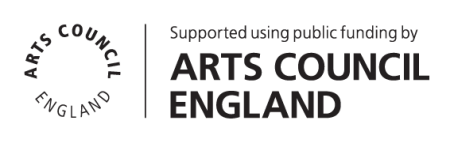 ARTS COUNCIL
ENGLAND
Supported using public funding by
ARTS COUNCIL
ENGLAND